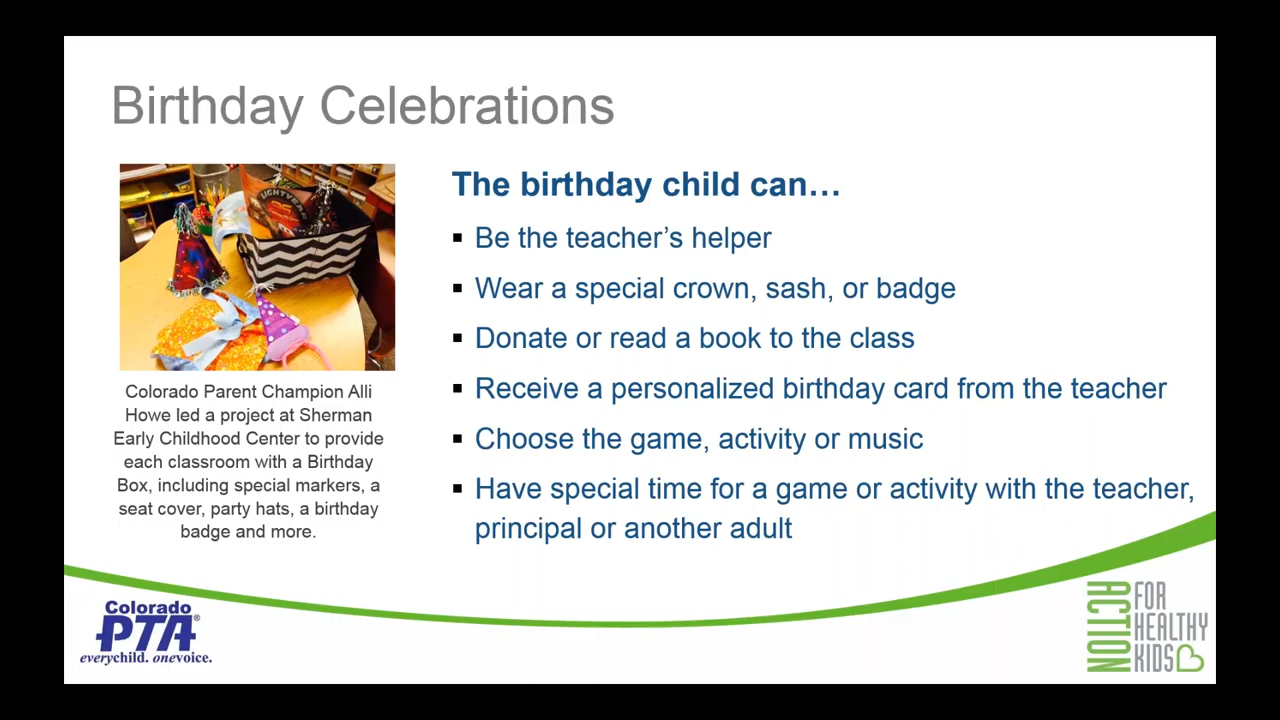 Birthday Celebrations
The birthday child can…
▪ Be the teacher’s helper
▪ Wear a special crown, sash, or badge
▪ Donate or read a book to the class
▪ Receive a personalized birthday card from the teacher
▪ Choose the game, activity or music
▪ Have special time for a game or activity with the teacher,
principal or another adult
Colorado Parent Champion Alli
Howe led a project at Sherman
Early Childhood Center to provide
each classroom with a Birthday
Box, including special markers, a
seat cover, party hats, a birthday
badge and more.
Colorado
PTA®
everychild. onevoice.
ACTION
FOR
HEALTHY
KIDS